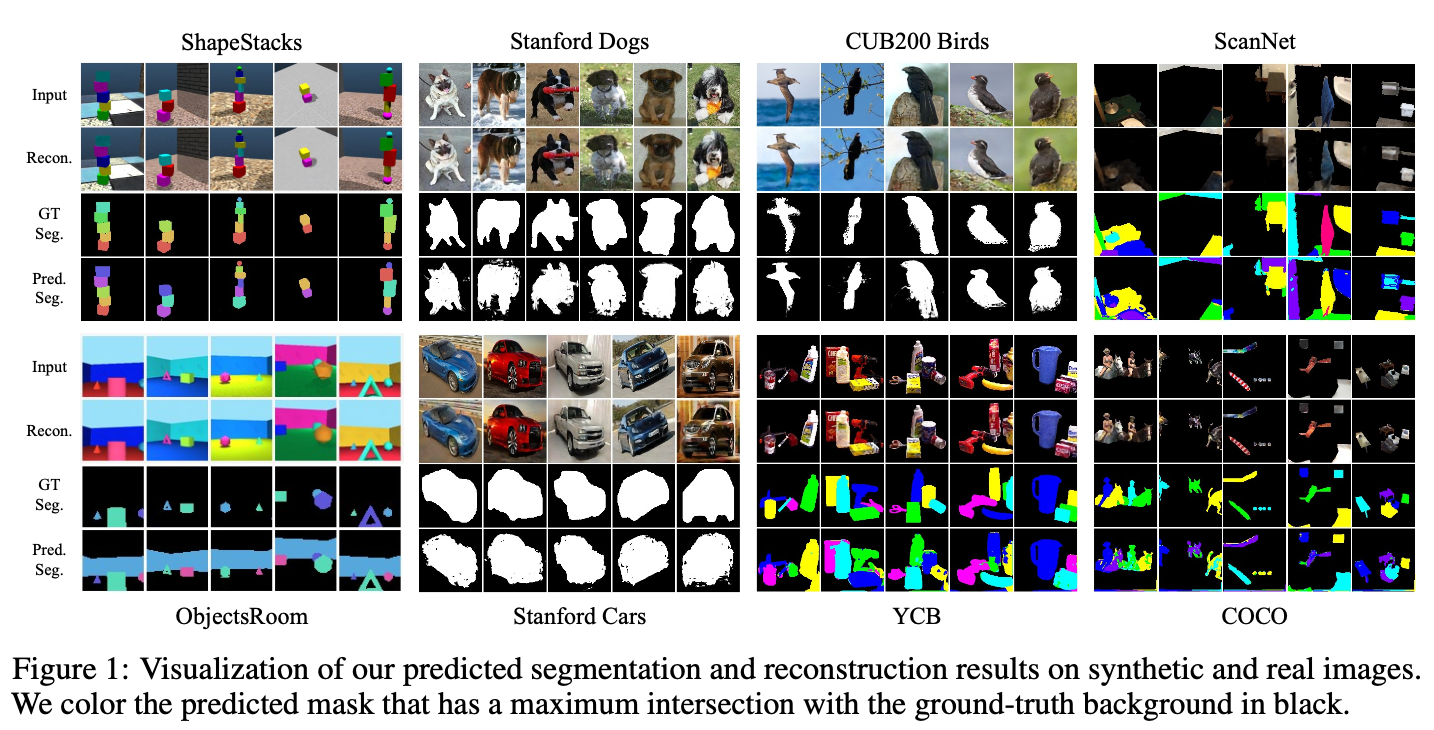 ShapeStacks
Stanford Dogs
CUB200 Birds
ScanNet
Input
Recon.
GT
Seg.
Pred.
Seg.
Input
Recon.
GT
Seg.
Pred.
Seg.
ObjectsRoom
Stanford Cars
YCB
COCO
Figure 1: Visualization of our predicted segmentation and reconstruction results on synthetic and real images.
We color the predicted mask that has a maximum intersection with the ground-truth background in black.